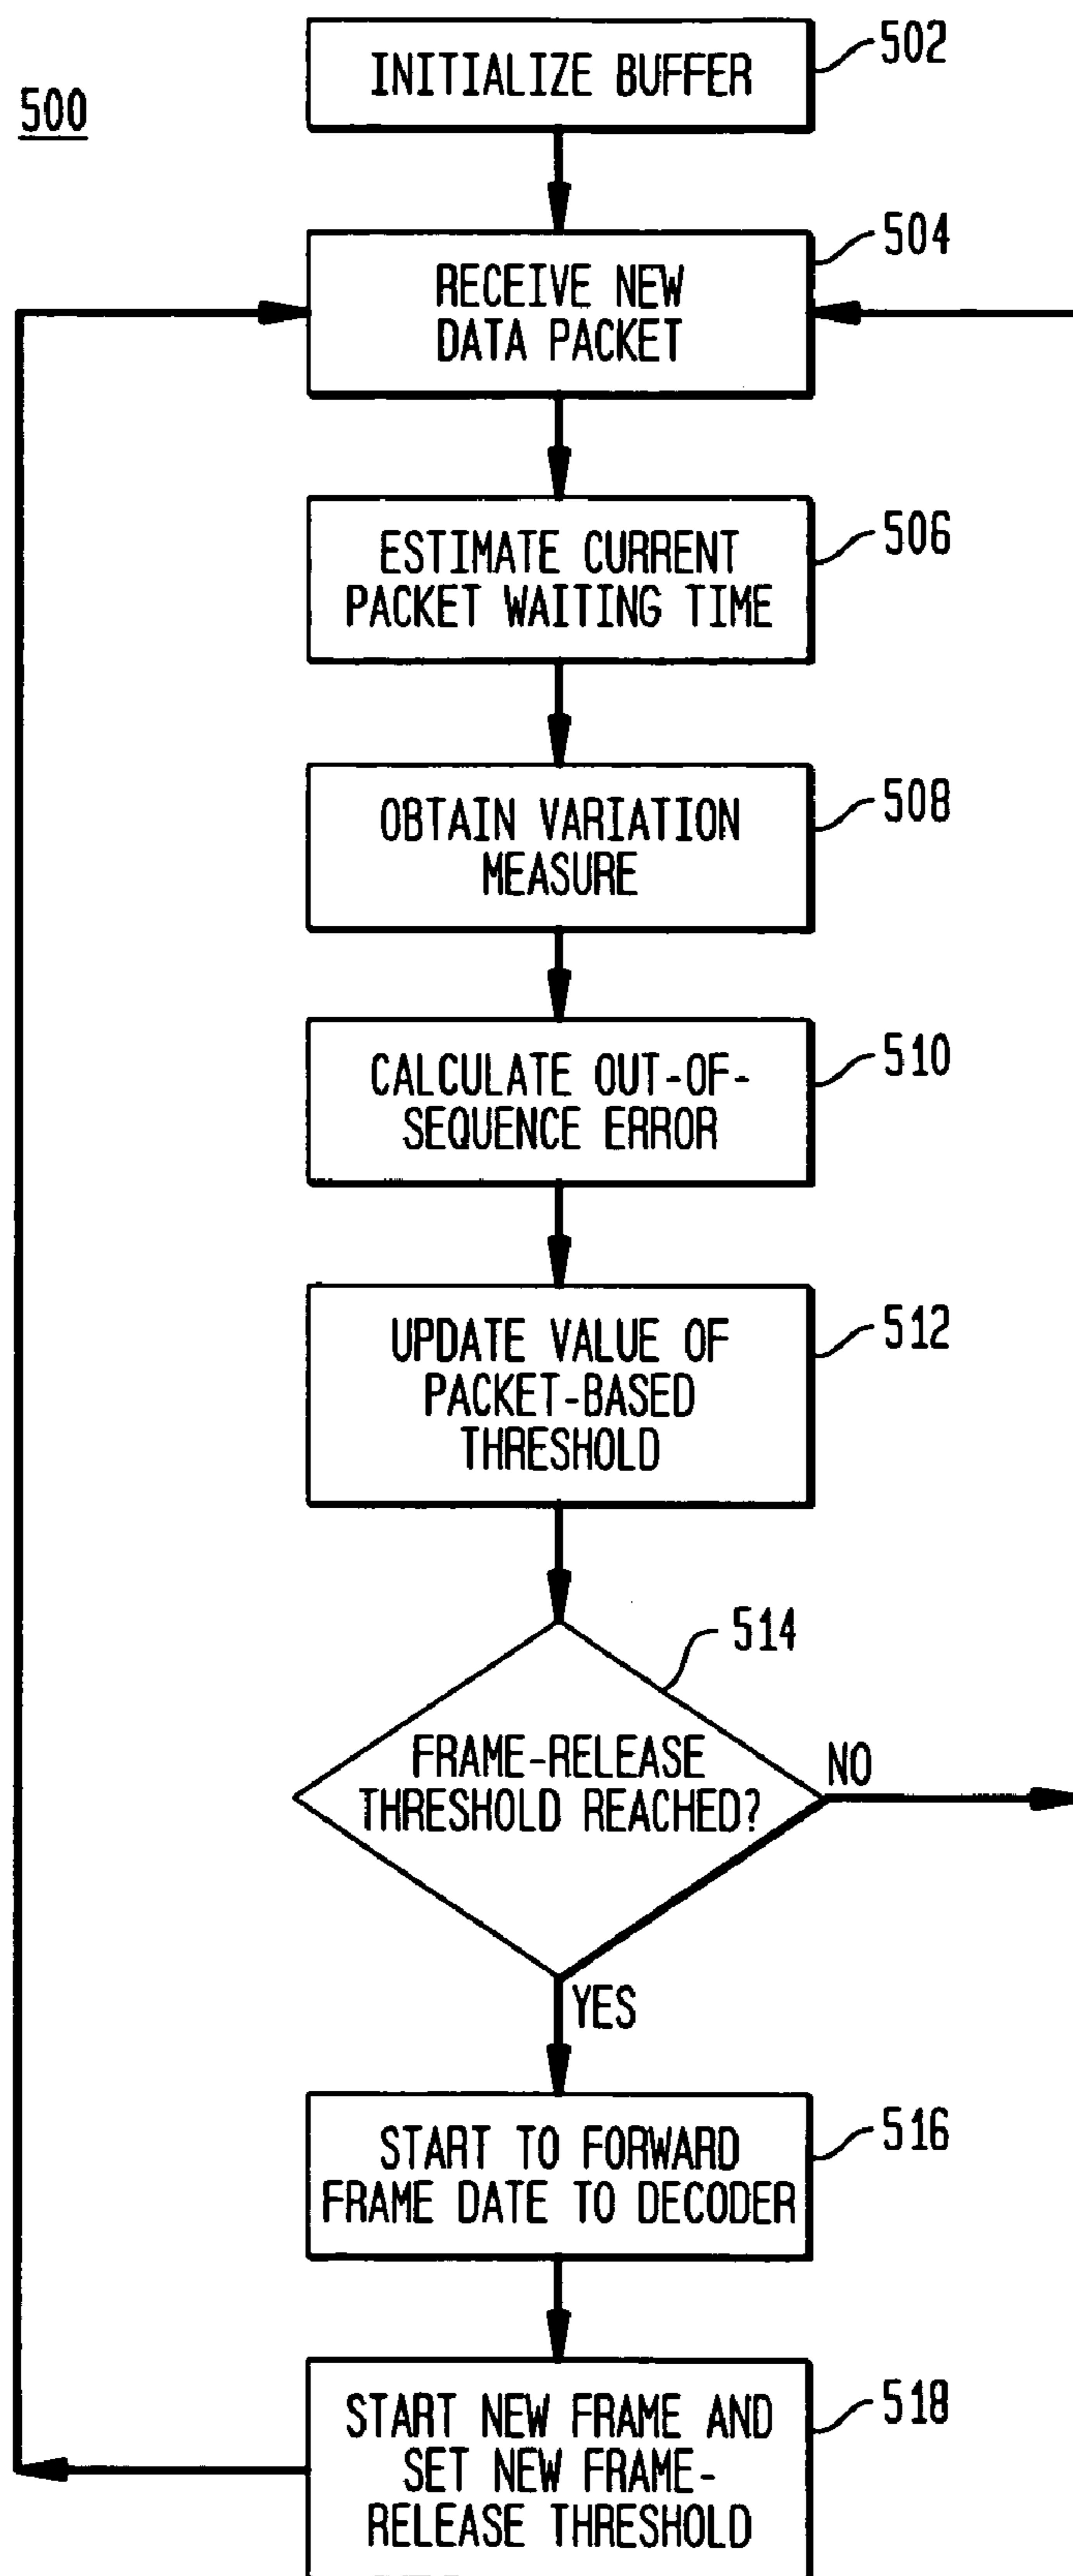 500
INITIALIZE BUFFER
502
RECEIVE NEW
DATA PACKET
504
ESTIMATE CURRENT
PACKET WAITING TIME
506
OBTAIN VARIATION
MEASURE
508
CALCULATE OUT-OF-
SEQUENCE ERROR
510
UPDATE VALUE OF
PACKET-BASED
THRESHOLD
512
FRAME-RELEASE
THRESHOLD REACHED?
514
NO
YES
START TO FORWARD
FRAME DATE TO DECODER
516
START NEW FRAME AND
SET NEW FRAME-
RELEASE THRESHOLD
518